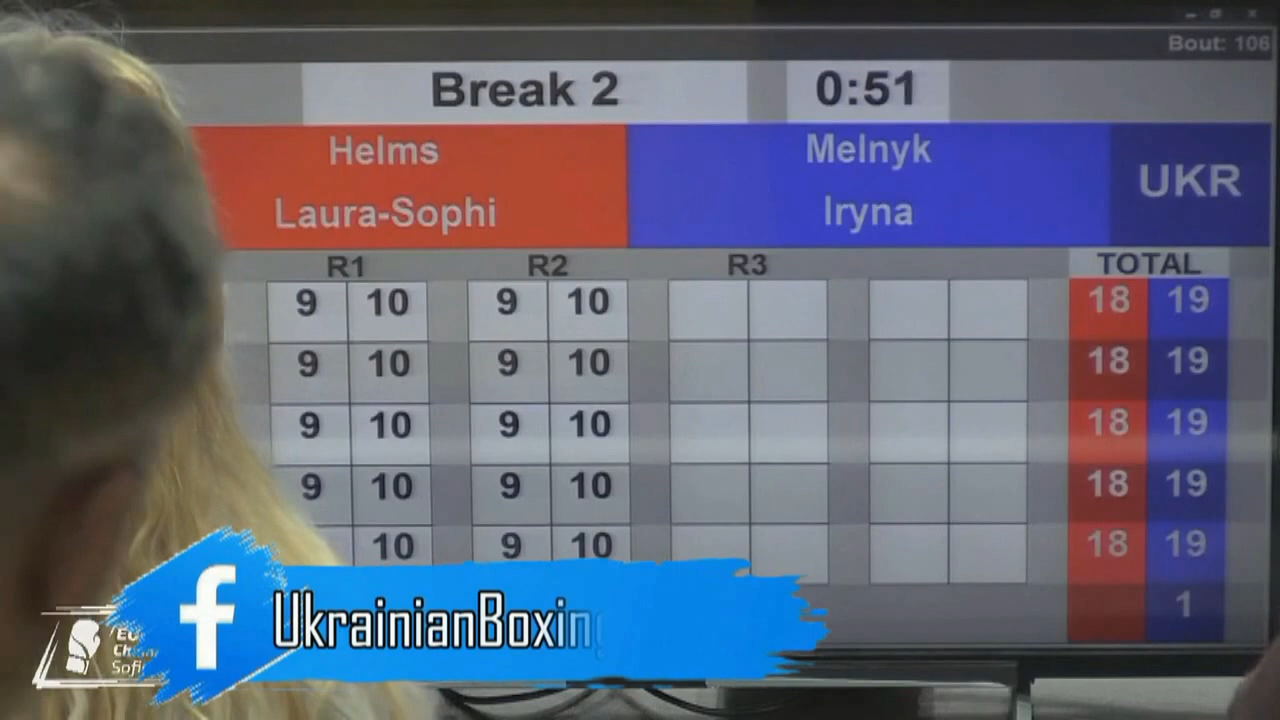 Bout: 106
Break 2 0:51
Helms Melnyk
UKR
Laura-Sophi Iryna
R1 R2 R3 TOTAL
9 10 9 10 18 19
9 10 9 10 18 19
9 10 9 10 18 19
9 10 9 10 18 19
10 9 10 18 19
1
f UkrainianBoxing